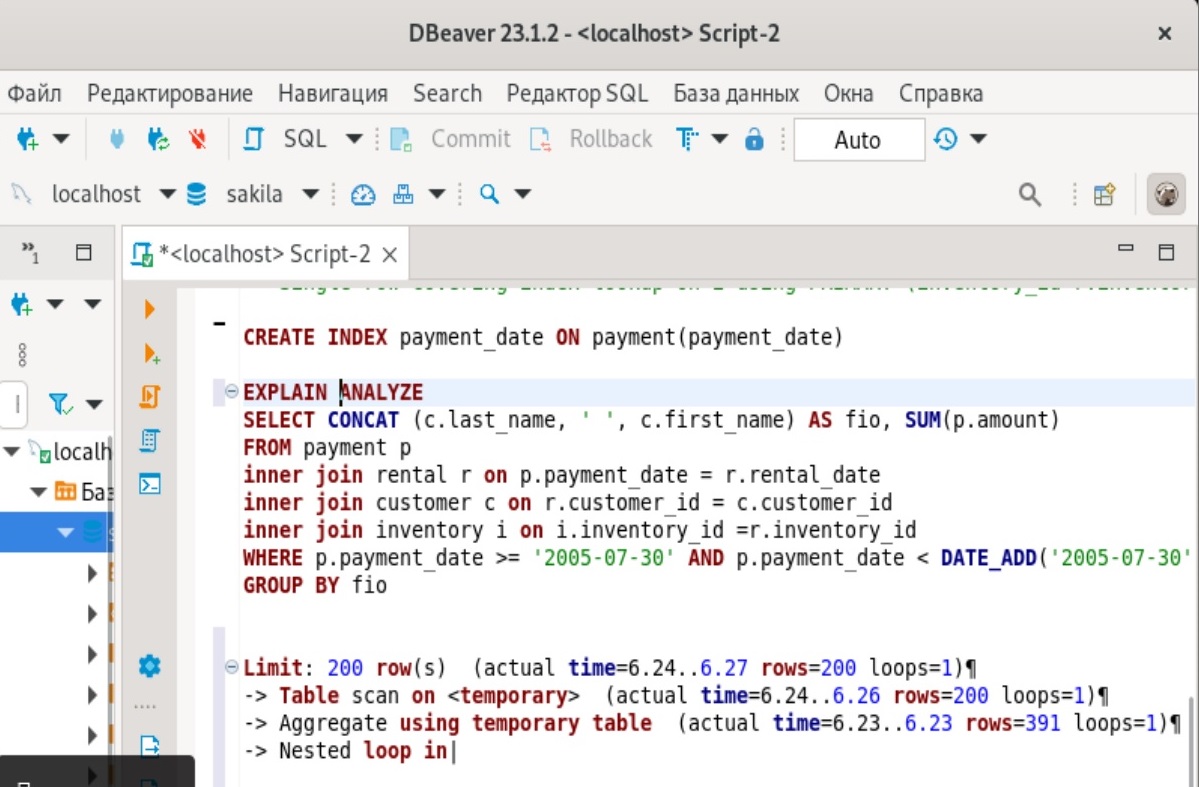 DBeaver 23.1.2 - <localhost> Script-2
Файл Редактирование Навигация Search Редактор SQL База данных Окна Справка
SQL Commit Rollback Auto
localhost sakila
»1
*<localhost> Script-2
CREATE INDEX payment_date ON payment(payment_date)
EXPLAIN ANALYZE
SELECT CONCAT (c.last_name, ' ', c.first_name) AS fio, SUM(p.amount)
FROM payment p
inner join rental r on p.payment_date = r.rental_date
localh
inner join customer c on r.customer_id = c.customer_id
Баз
inner join inventory i on i.inventory_id =r.inventory_id
WHERE p.payment_date >= '2005-07-30' AND p.payment_date < DATE_ADD('2005-07-30'
GROUP BY fio
Limit: 200 row(s) (actual time=6.24..6.27 rows=200 loops=1)¶
-> Table scan on <temporary> (actual time=6.24..6.26 rows=200 loops=1)¶
-> Aggregate using temporary table (actual time=6.23..6.23 rows=391 loops=1)¶
-> Nested loop in